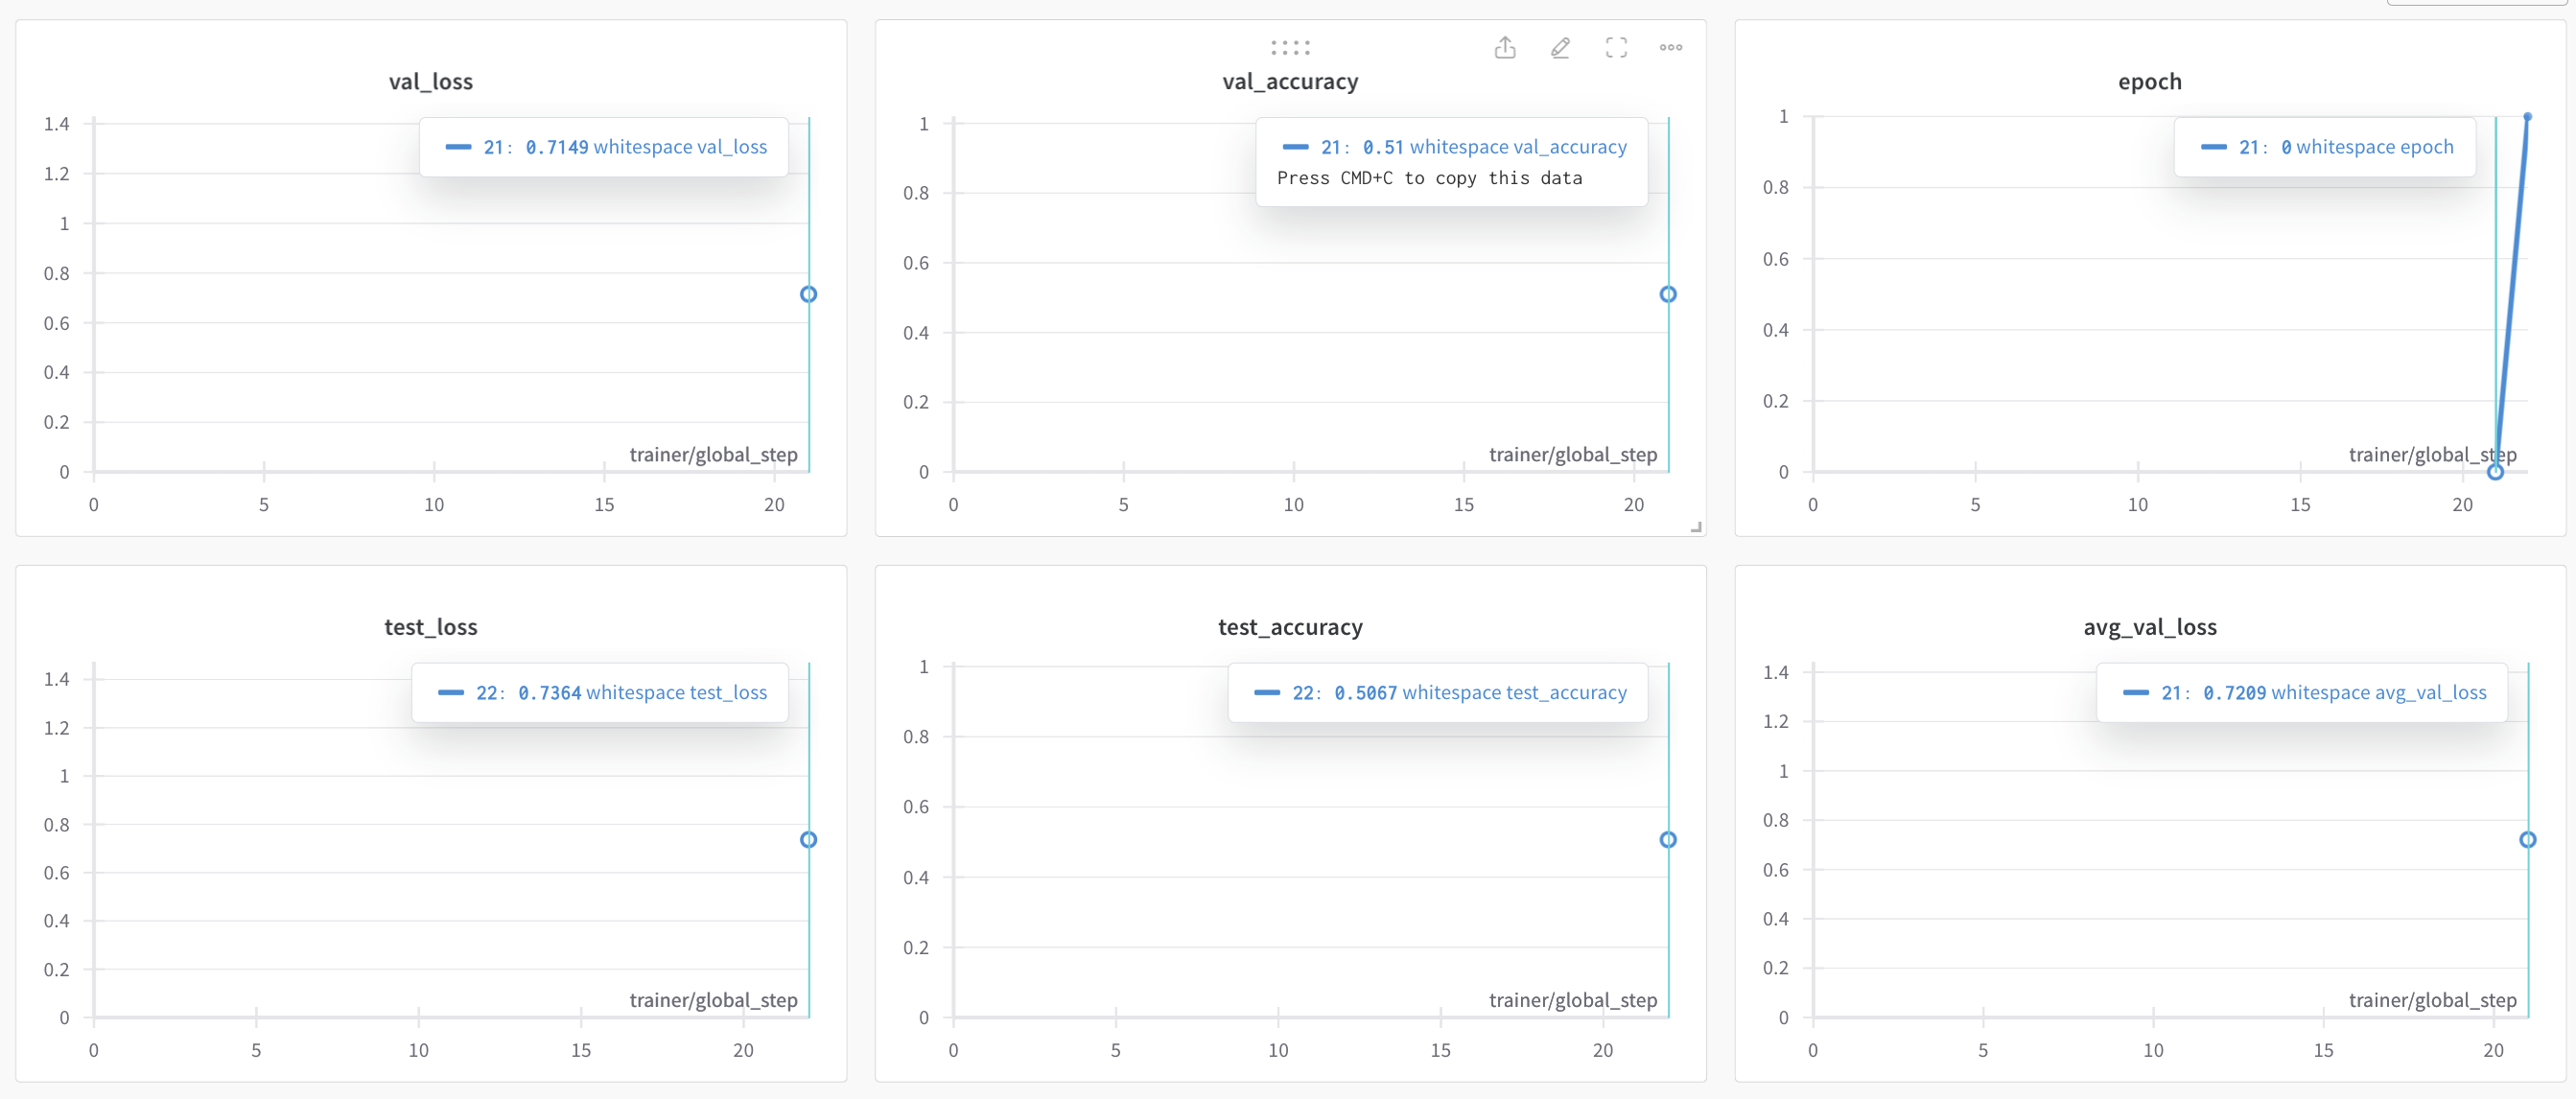 val_loss
21: 0.7149 whitespace val_loss
1.4
1.2
1
0.8
0.6
0.4
0.2
0
trainer/global_step
0 5 10 15 20
val_accuracy
21: 0.51 whitespace val_accuracy
Press CMD+C to copy this data
1
0.8
0.6
0.4
0.2
0
trainer/global_step
0 5 10 15 20
epoch
21: 0 whitespace epoch
1
0.8
0.6
0.4
0.2
0
trainer/global_step
0 5 10 15 20
test_loss
22: 0.7364 whitespace test_loss
1.4
1.2
1
0.8
0.6
0.4
0.2
0
trainer/global_step
0 5 10 15 20
test_accuracy
22: 0.5067 whitespace test_accuracy
1
0.8
0.6
0.4
0.2
0
trainer/global_step
0 5 10 15 20
avg_val_loss
21: 0.7209 whitespace avg_val_loss
1.4
1.2
1
0.8
0.6
0.4
0.2
0
trainer/global_step
0 5 10 15 20